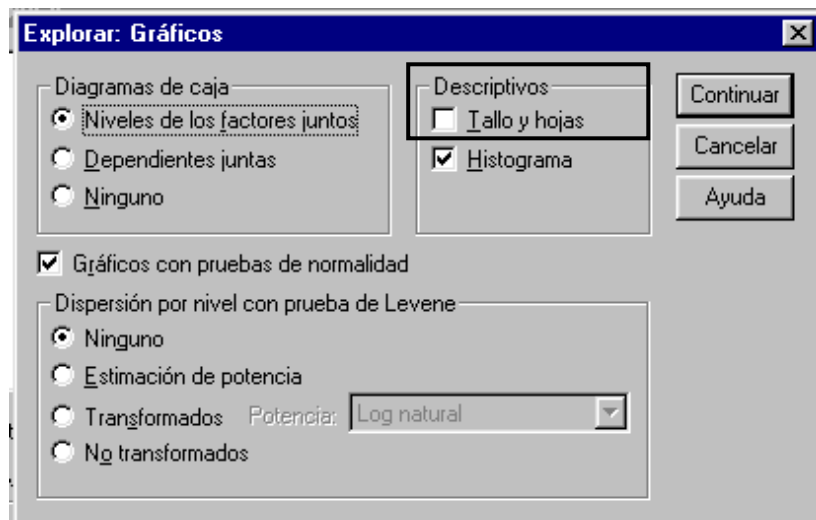 Explorar: Gráficos
Diagramas de caja
Niveles de los factores juntos
Dependientes juntas
Ninguno
Descriptivos
Tallo y hojas
Histograma
Continuar
Cancelar
Ayuda
Gráficos con pruebas de normalidad
Dispersión por nivel con prueba de Levene
Ninguno
Estimación de potencia
Transformados Potencia: Log natural
No transformados